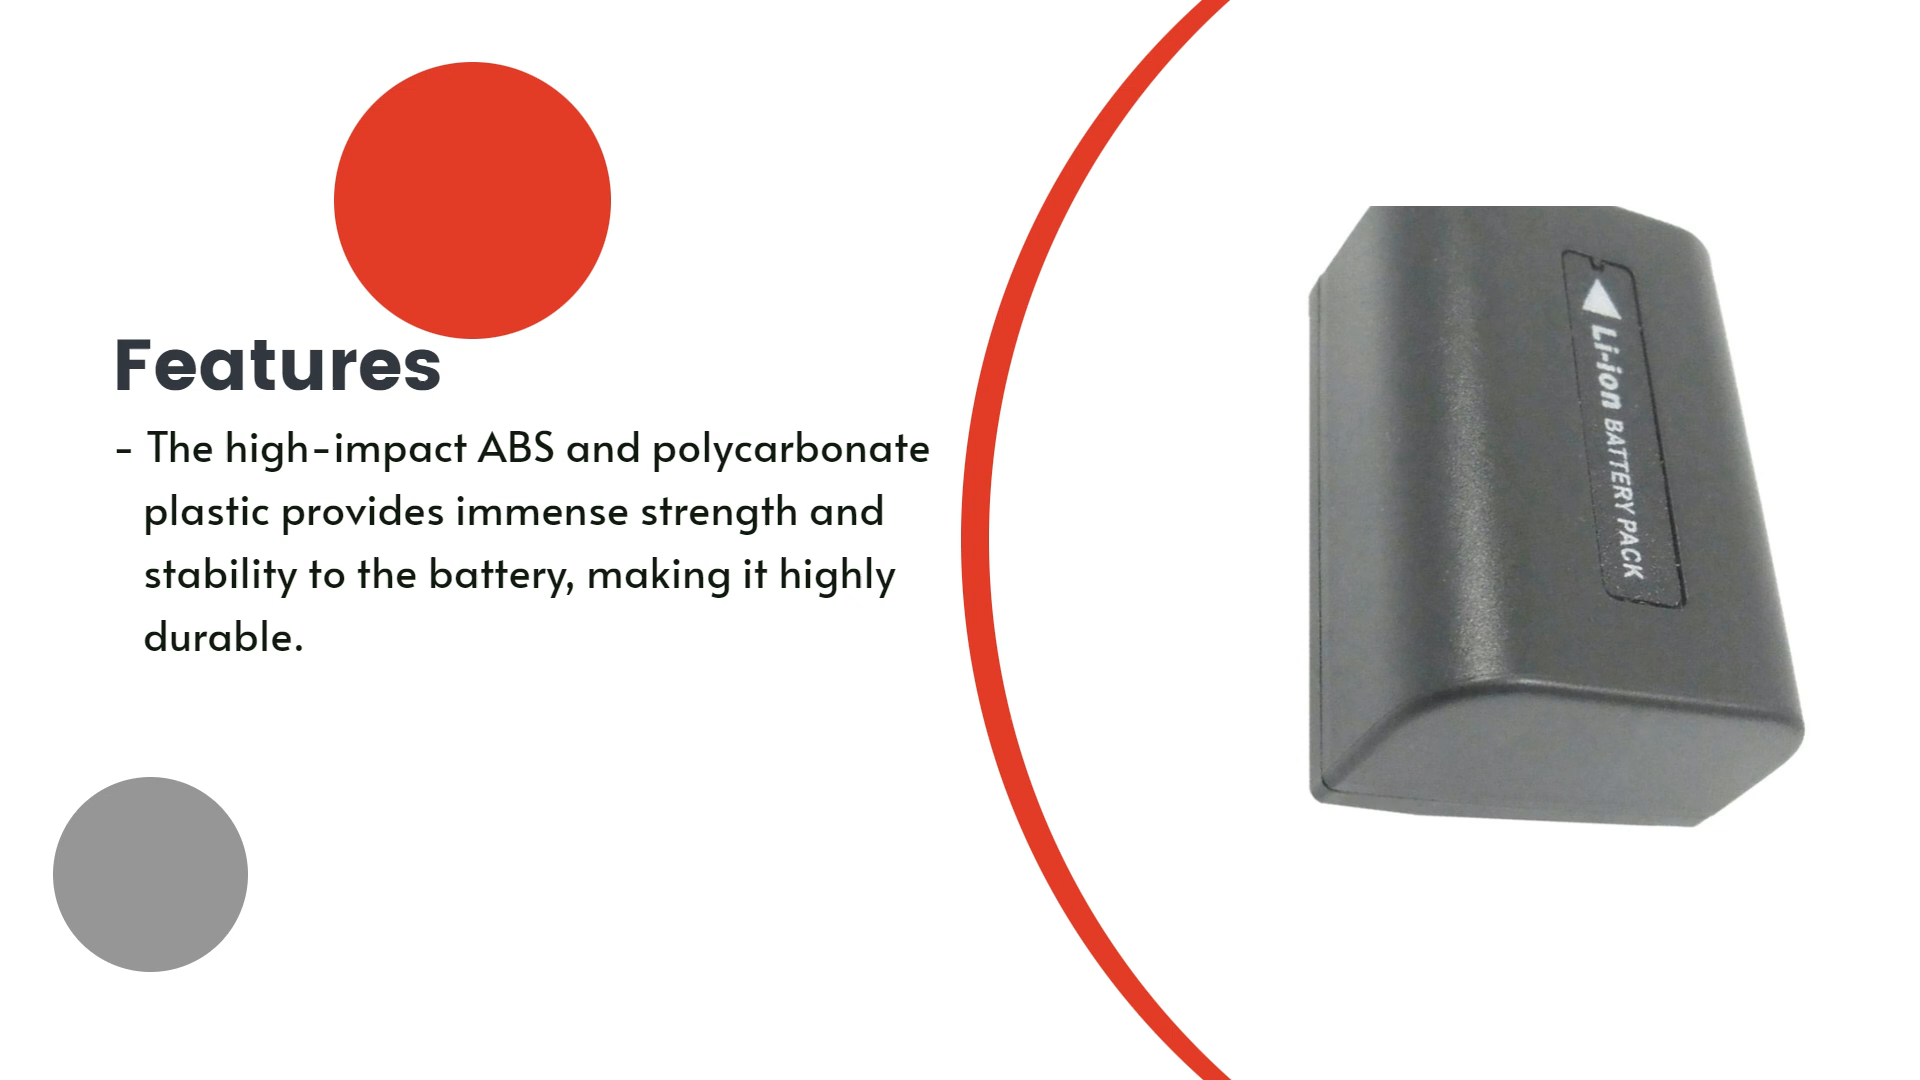 Features
- The high-impact ABS and polycarbonate
plastic provides immense strength and
stability to the battery, making it highly
durable.
Li-ion BATTERY PACK